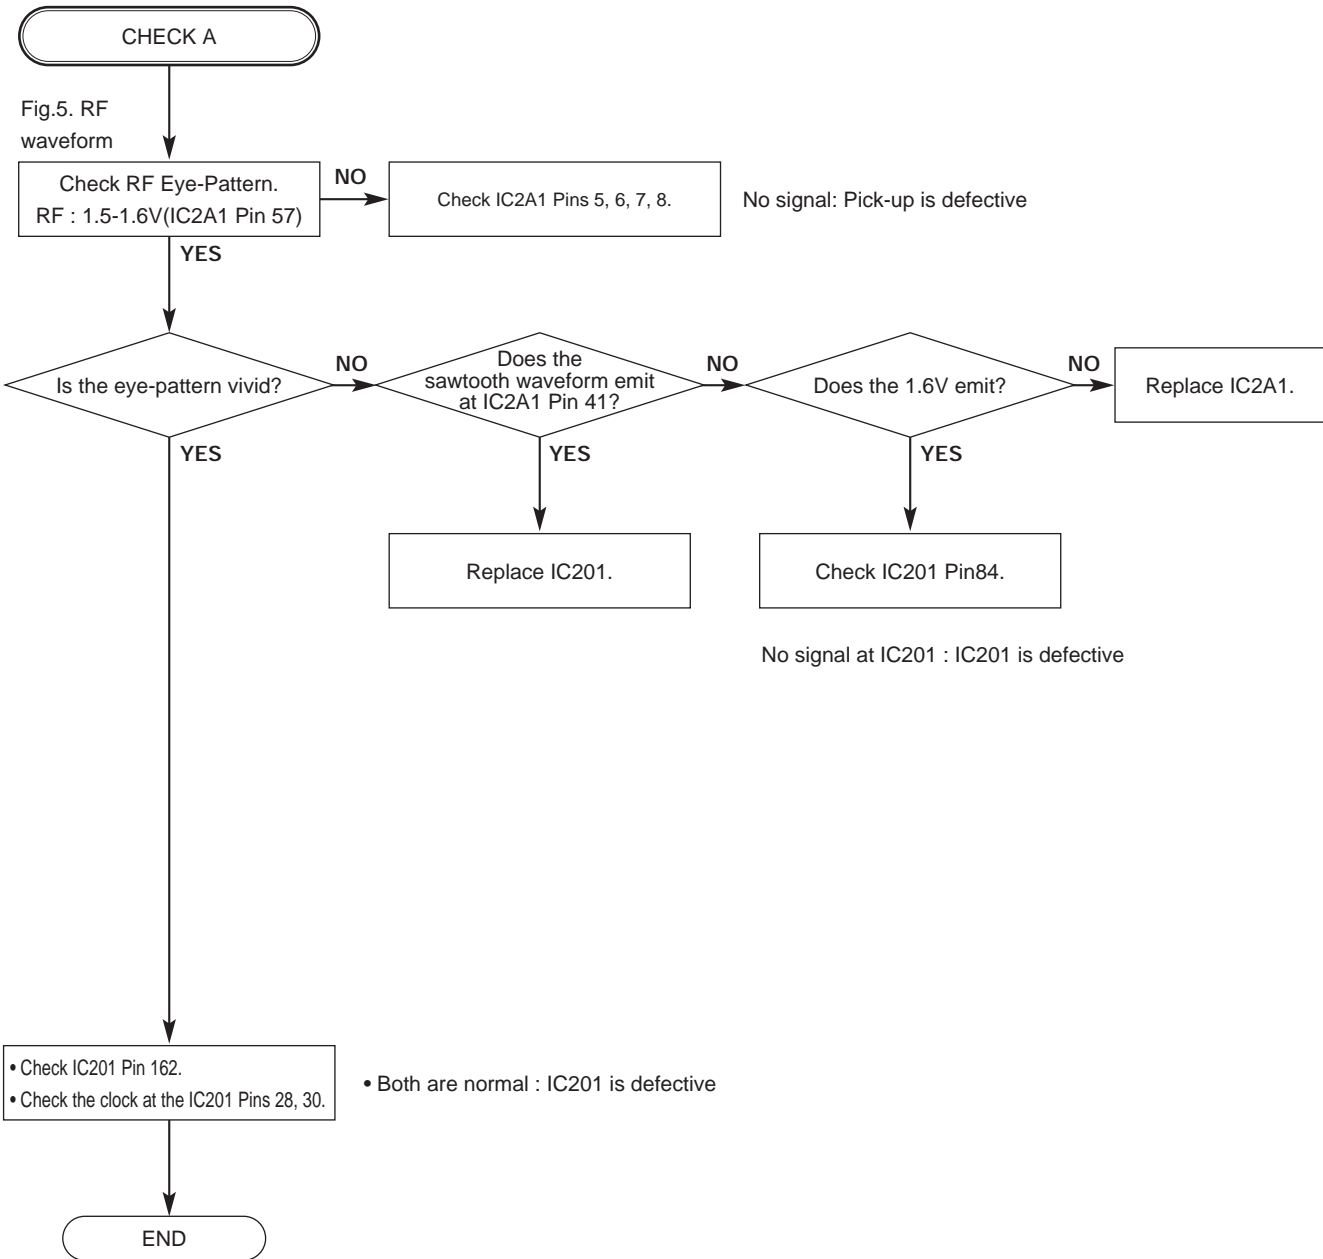 CHECK A
Fig.5. RF
waveform
Check RF Eye-Pattern.
RF : 1.5-1.6V(IC2A1 Pin 57)
NO
Check IC2A1 Pins 5, 6, 7, 8.
No signal: Pick-up is defective
YES
Is the eye-pattern vivid?
NO
Does the
sawtooth waveform emit
at IC2A1 Pin 41?
NO
Does the 1.6V emit?
NO
Replace IC2A1.
YES
YES
YES
Replace IC201.
Check IC201 Pin84.
No signal at IC201 : IC201 is defective
• Check IC201 Pin 162.
• Check the clock at the IC201 Pins 28, 30.
• Both are normal : IC201 is defective
END